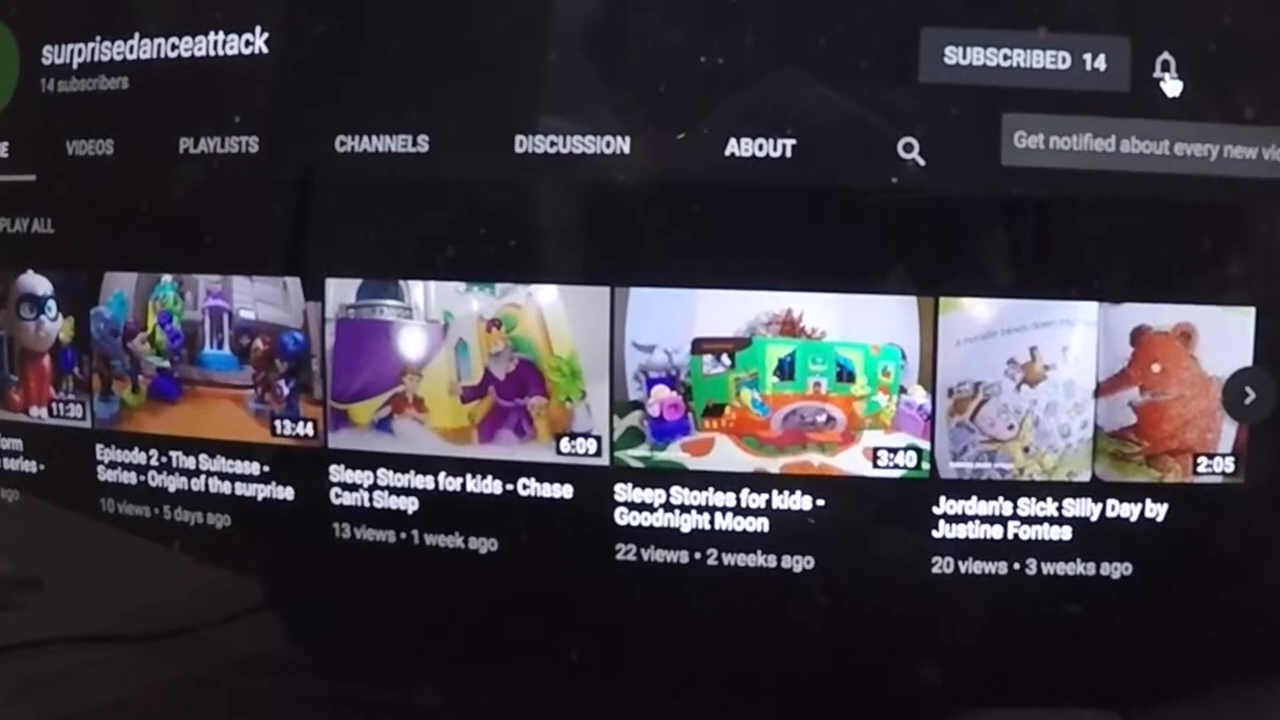 surprisedanceattack
14 subscribers
SUBSCRIBED 14
VIDEOS
PLAYLISTS
CHANNELS
DISCUSSION
ABOUT
Get notified about every new
PLAY ALL
11:30
13:44
6:09
3:40
2:05
series -
ago
Episode 2 - The Suitcase -
Series - Origin of the surprise
10 views • 5 days ago
Sleep Stories for kids - Chase
Can't Sleep
13 views • 1 week ago
Sleep Stories for kids -
Goodnight Moon
22 views • 2 weeks ago
Jordan's Sick Silly Day by
Justine Fontes
20 views • 3 weeks ago